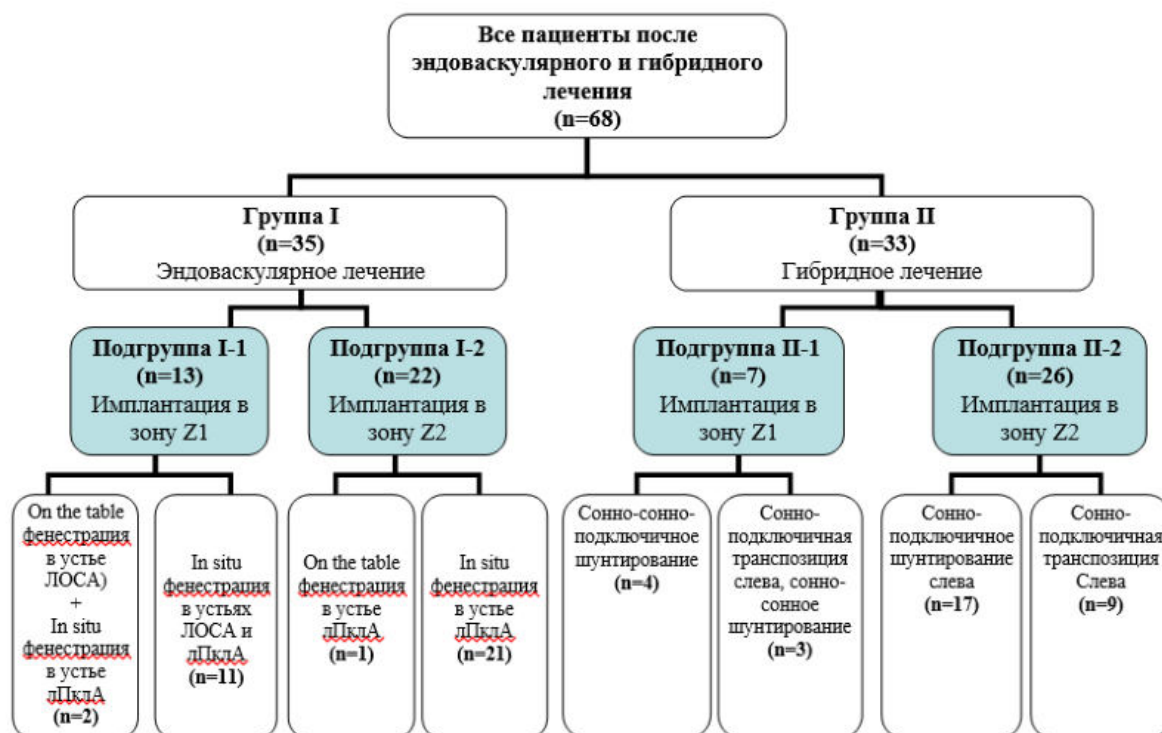 Все пациенты после
эндоваскулярного и гибридного
лечения
(n=68)
Группа I
(n=35)
Эндоваскулярное лечение
Группа II
(n=33)
Гибридное лечение
Подгруппа I-1
(n=13)
Имплантация в
зону Z1
Подгруппа I-2
(n=22)
Имплантация в
зону Z2
Подгруппа II-1
(n=7)
Имплантация в
зону Z1
Подгруппа II-2
(n=26)
Имплантация в
зону Z2
On the table
фенестрация
в устье
ЛОСА)
+
In situ
фенестрация
в устье
лПклА
(n=2)
In situ
фенестрация
в устьях
ЛОСА и
лПклА
(n=11)
On the table
фенестрация
в устье
лПклА
(n=1)
In situ
фенестрация
в устье
лПклА
(n=21)
Сонно-сонно-
подключичное
шунтирование
(n=4)
Сонно-
подключичная
транспозиция
слева, сонно-
сонное
шунтирование
(n=3)
Сонно-
подключичное
шунтирование
слева
(n=17)
Сонно-
подключичная
транспозиция
Слева
(n=9)